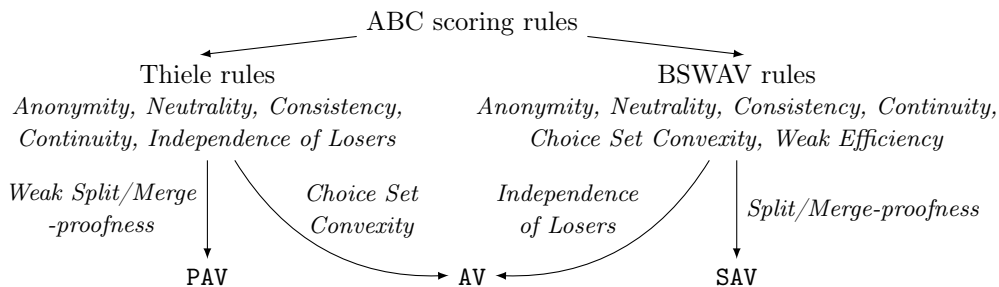 ABC scoring rules
Thiele rules
Anonymity, Neutrality, Consistency,
Continuity, Independence of Losers
BSWAV rules
Anonymity, Neutrality, Consistency, Continuity,
Choice Set Convexity, Weak Efficiency
Weak Split/Merge
-proofness
Choice Set
Convexity
Independence
of Losers
Split/Merge-proofness
PAV
AV
SAV